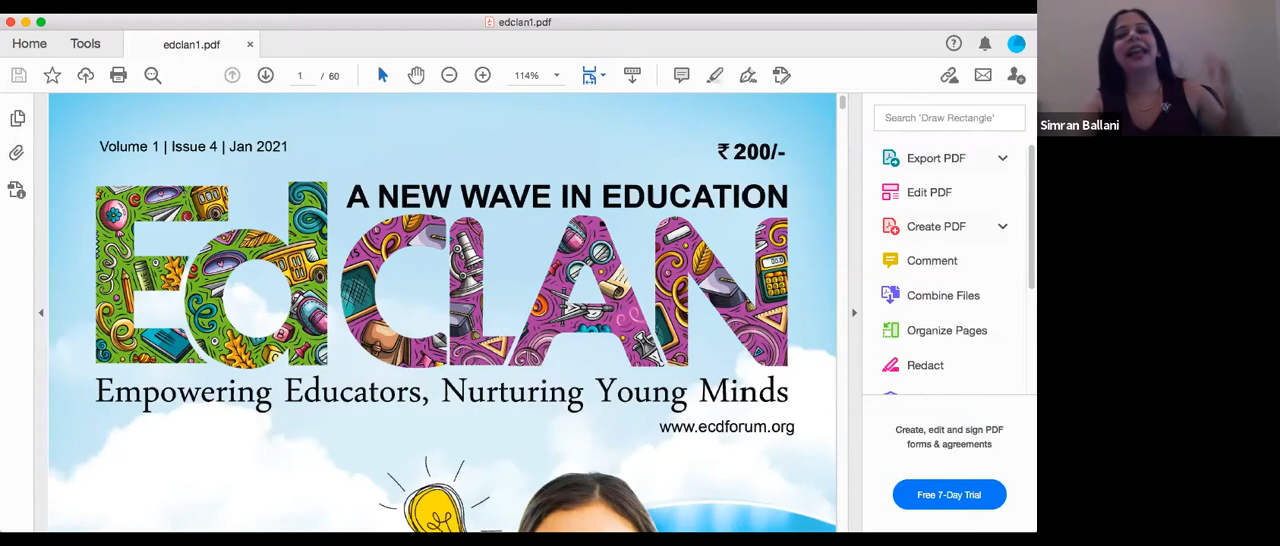 edclan1.pdf
Home
Tools
edclan1.pdf
1 / 60
114%
Volume 1 | Issue 4 | Jan 2021
₹ 200/-
A NEW WAVE IN EDUCATION
EdCLAN
Empowering Educators, Nurturing Young Minds
www.ecdforum.org
Search 'Draw Rectangle'
Export PDF
Edit PDF
Create PDF
Comment
Combine Files
Organize Pages
Redact
Create, edit and sign PDF
forms & agreements
Free 7-Day Trial
Simran Ballani